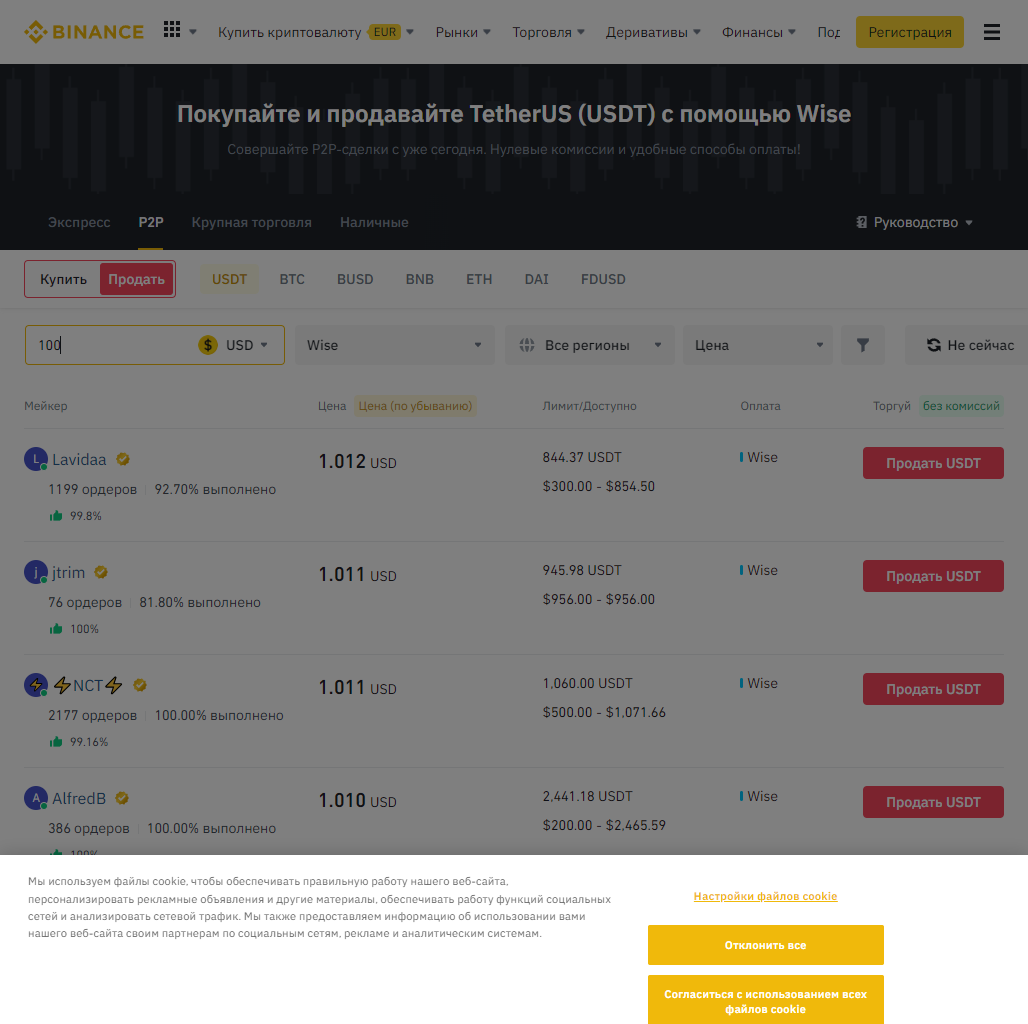 BINANCE
Купить криптовалюту EUR
Рынки
Торговля
Деривативы
Финансы
Под
Регистрация
Покупайте и продавайте TetherUS (USDT) с помощью Wise
Совершайте P2P-сделки с уже сегодня. Нулевые комиссии и удобные способы оплаты!
Экспресс
P2P
Крупная торговля
Наличные
Руководство
Купить
Продать
USDT
BTC
BUSD
BNB
ETH
DAI
FDUSD
100
$ USD
Wise
Все регионы
Цена
Не сейчас
Мейкер
Цена
Цена (по убыванию)
Лимит/Доступно
Оплата
Торгуй
без комиссий
L Lavidaa
1.012 USD
844.37 USDT
Wise
Продать USDT
1199 ордеров
92.70% выполнено
$300.00 - $854.50
99.8%
j jtrim
1.011 USD
945.98 USDT
Wise
Продать USDT
76 ордеров
81.80% выполнено
$956.00 - $956.00
100%
⚡NCT⚡
1.011 USD
1,060.00 USDT
Wise
Продать USDT
2177 ордеров
100.00% выполнено
$500.00 - $1,071.66
99.16%
A AlfredB
1.010 USD
2,441.18 USDT
Wise
Продать USDT
386 ордеров
100.00% выполнено
$200.00 - $2,465.59
100%
Мы используем файлы cookie, чтобы обеспечивать правильную работу нашего веб-сайта,
персонализировать рекламные объявления и другие материалы, обеспечивать работу функций социальных
сетей и анализировать сетевой трафик. Мы также предоставляем информацию об использовании вами
нашего веб-сайта своим партнерам по социальным сетям, рекламе и аналитическим системам.
Настройки файлов cookie
Отклонить все
Согласиться с использованием всех
файлов cookie